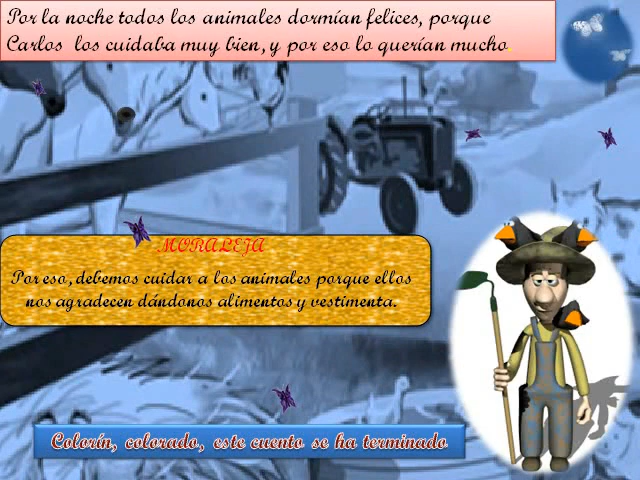 Por la noche todos los animales dormían felices, porque
Carlos los cuidaba muy bien, y por eso lo querían mucho.
MORALEJA
Por eso, debemos cuidar a los animales porque ellos
nos agradecen dándonos alimentos y vestimenta.
Colorín, colorado, este cuento se ha terminado